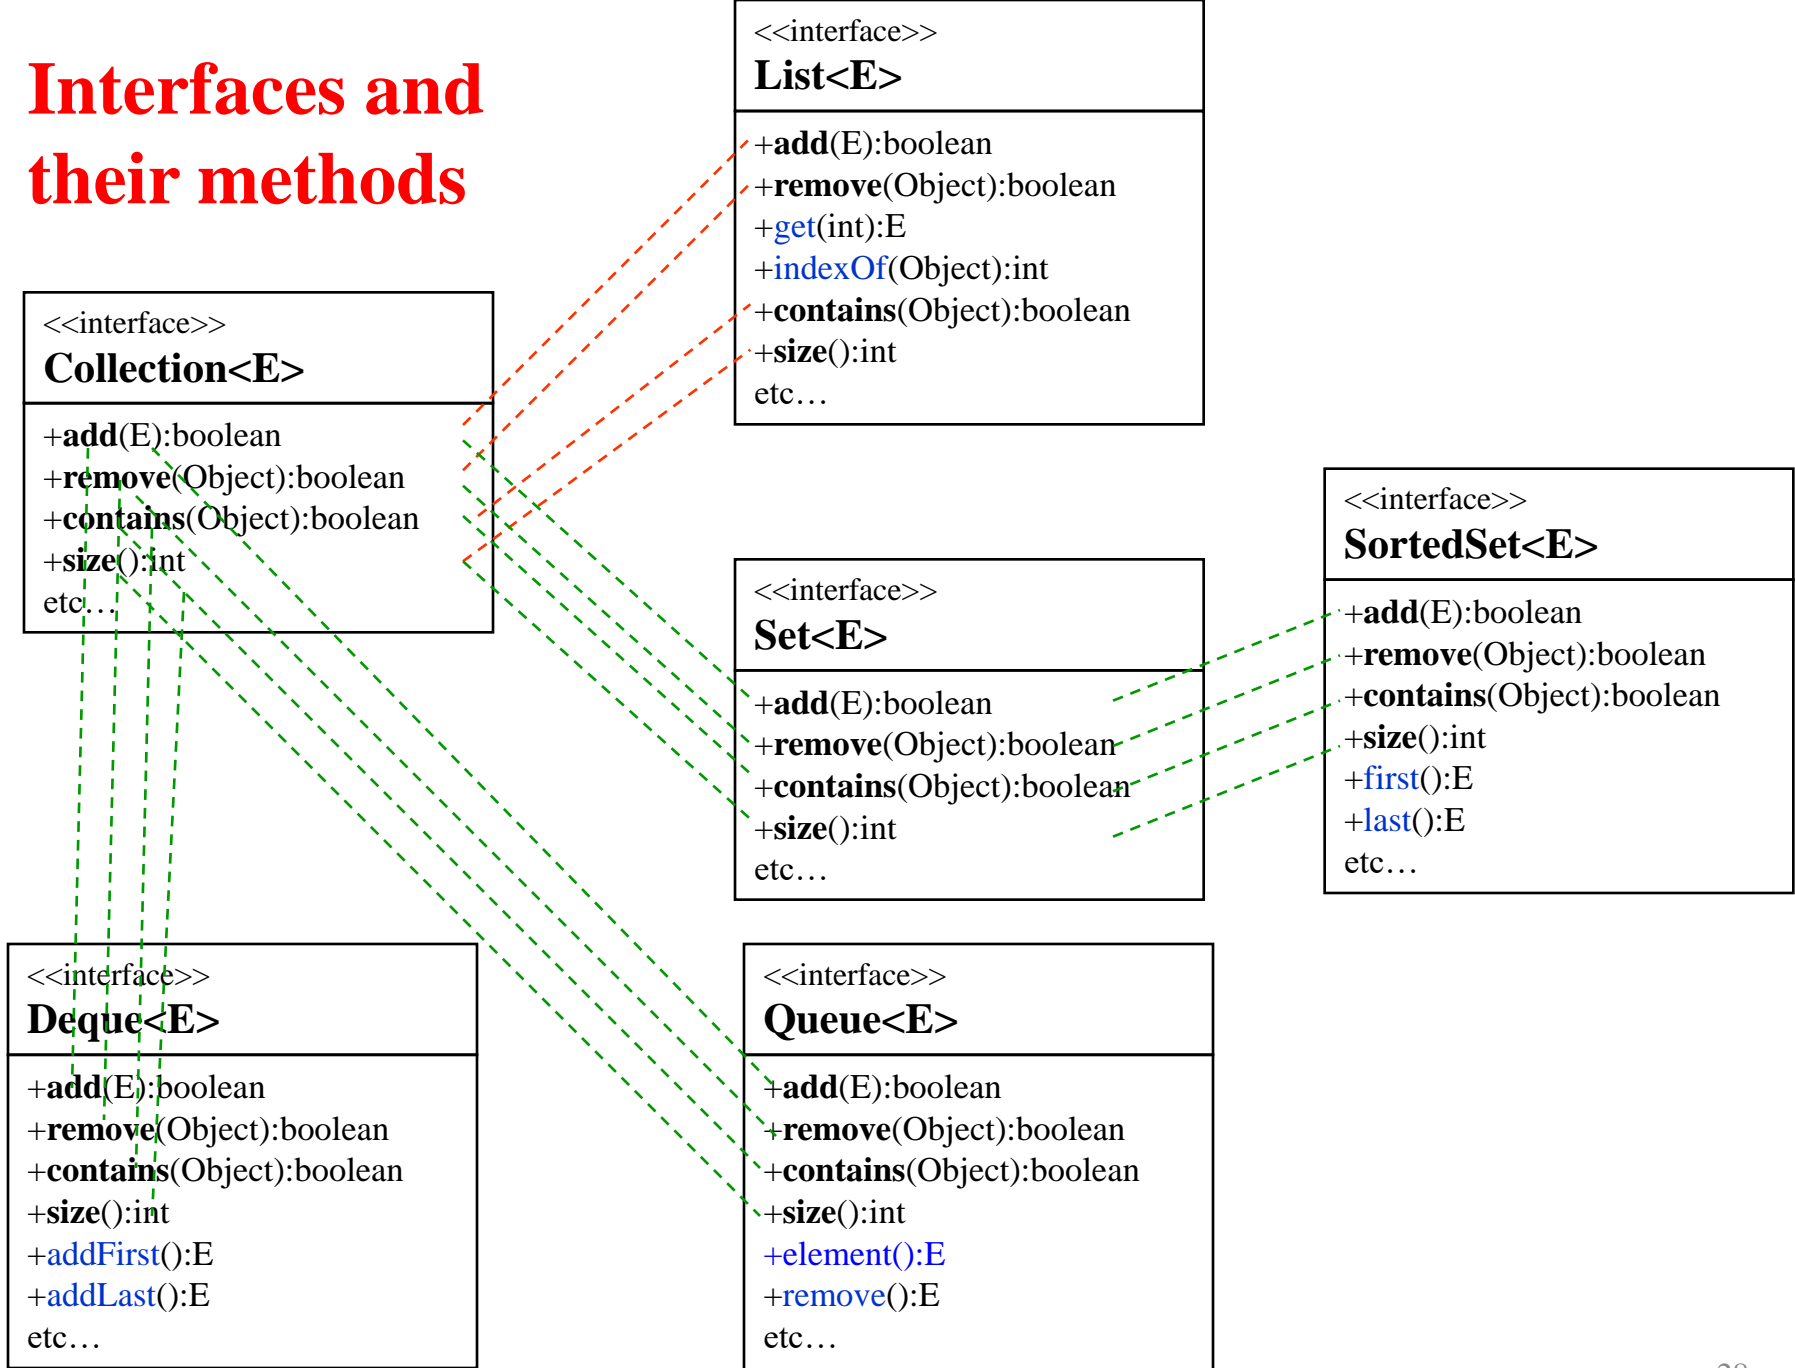 Interfaces and
their methods
<<interface>>
List<E>
+add(E):boolean
+remove(Object):boolean
+get(int):E
+indexOf(Object):int
+contains(Object):boolean
+size():int
etc…
<<interface>>
Collection<E>
+add(E):boolean
+remove(Object):boolean
+contains(Object):boolean
+size():int
etc…
<<interface>>
Set<E>
+add(E):boolean
+remove(Object):boolean
+contains(Object):boolean
+size():int
etc…
<<interface>>
SortedSet<E>
+add(E):boolean
+remove(Object):boolean
+contains(Object):boolean
+size():int
+first():E
+last():E
etc…
<<interface>>
Deque<E>
+add(E):boolean
+remove(Object):boolean
+contains(Object):boolean
+size():int
+addFirst():E
+addLast():E
etc…
<<interface>>
Queue<E>
+add(E):boolean
+remove(Object):boolean
+contains(Object):boolean
+size():int
+element():E
+remove():E
etc…